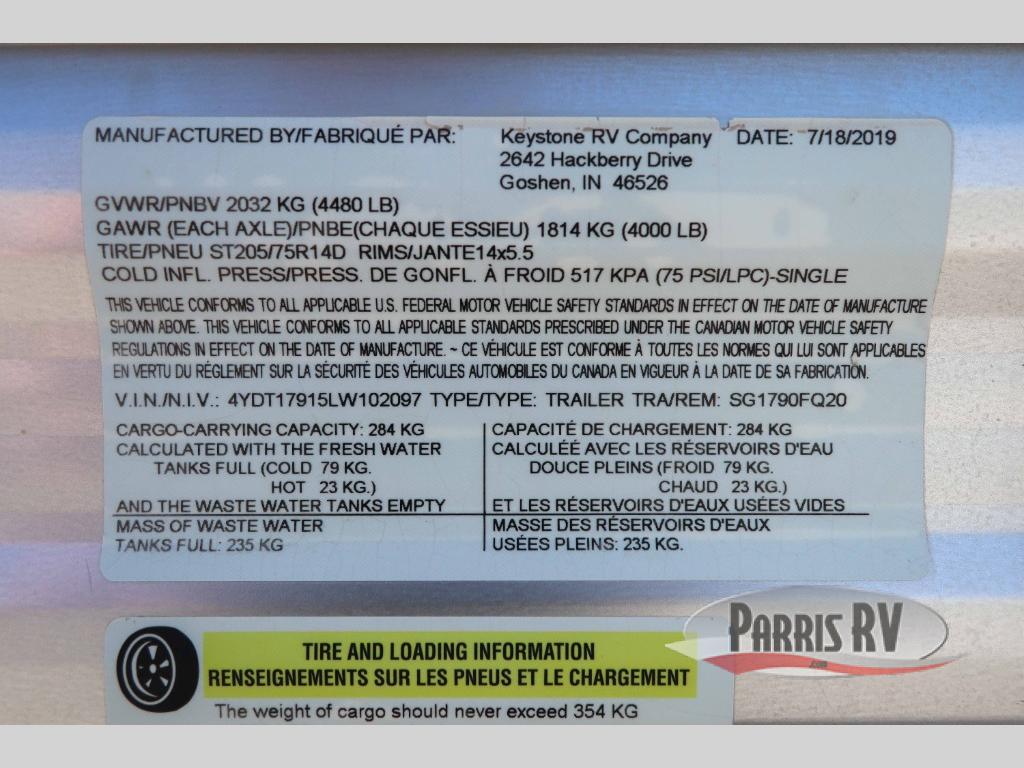 MANUFACTURED BY/FABRIQUÉ PAR: Keystone RV Company DATE: 7/18/2019
2642 Hackberry Drive
Goshen, IN 46526
GVWR/PNBV 2032 KG (4480 LB)
GAWR (EACH AXLE)/PNBE(CHAQUE ESSIEU) 1814 KG (4000 LB)
TIRE/PNEU ST205/75R14D RIMS/JANTE14x5.5
COLD INFL. PRESS/PRESS. DE GONFL. À FROID 517 KPA (75 PSI/LPC)-SINGLE
THIS VEHICLE CONFORMS TO ALL APPLICABLE U.S. FEDERAL MOTOR VEHICLE SAFETY STANDARDS IN EFFECT ON THE DATE OF MANUFACTURE
SHOWN ABOVE. THIS VEHICLE CONFORMS TO ALL APPLICABLE STANDARDS PRESCRIBED UNDER THE CANADIAN MOTOR VEHICLE SAFETY
REGULATIONS IN EFFECT ON THE DATE OF MANUFACTURE. ~ CE VÉHICULE EST CONFORME À TOUTES LES NORMES QUI LUI SONT APPLICABLES
EN VERTU DU RÉGLEMENT SUR LA SÉCURITÉ DES VÉHICULES AUTOMOBILES DU CANADA EN VIGUEUR À LA DATE DE SA FABRICATION.
V.I.N./N.I.V.: 4YDT17915LW102097 TYPE/TYPE: TRAILER TRA/REM: SG1790FQ20
CARGO-CARRYING CAPACITY: 284 KG
CALCULATED WITH THE FRESH WATER
TANKS FULL (COLD 79 KG.
HOT 23 KG.)
AND THE WASTE WATER TANKS EMPTY
MASS OF WASTE WATER
TANKS FULL: 235 KG
CAPACITÉ DE CHARGEMENT: 284 KG
CALCULÉE AVEC LES RÉSERVOIRS D'EAU
DOUCE PLEINS (FROID 79 KG.
CHAUD 23 KG.)
ET LES RÉSERVOIRS D'EAUX USÉES VIDES
MASSE DES RÉSERVOIRS D'EAUX
USÉES PLEINS: 235 KG.
PARRIS RV
.com
TIRE AND LOADING INFORMATION
RENSEIGNEMENTS SUR LES PNEUS ET LE CHARGEMENT
The weight of cargo should never exceed 354 KG